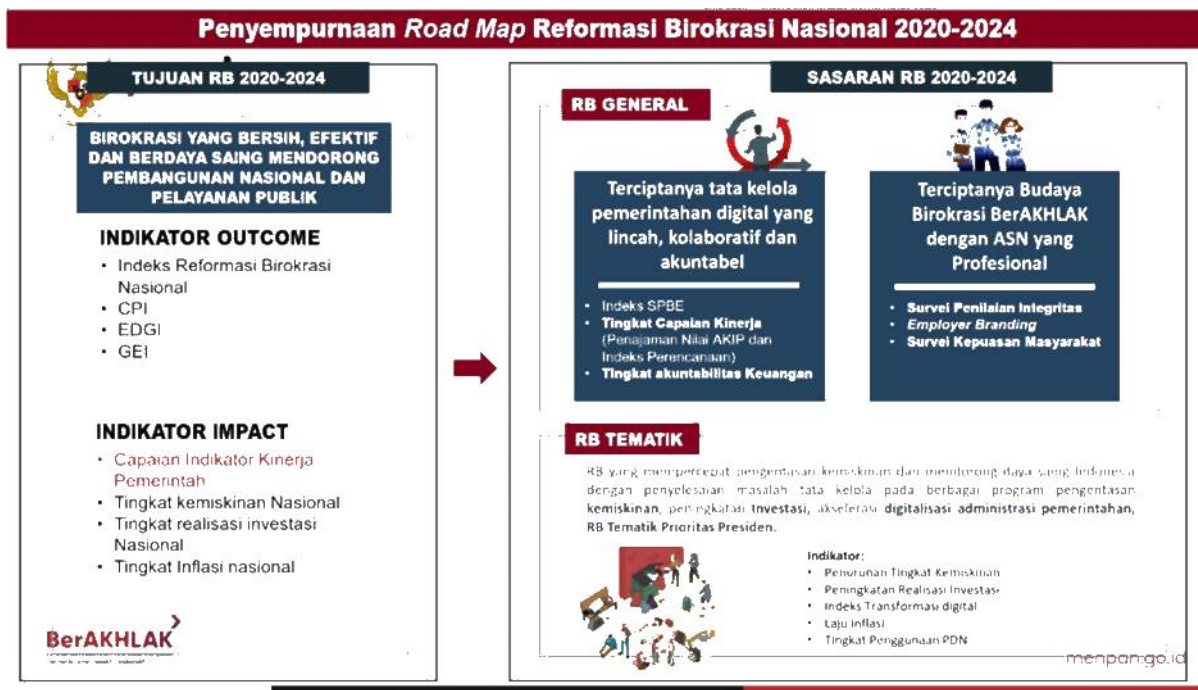 Penyempurnaan Road Map Reformasi Birokrasi Nasional 2020-2024
TUJUAN RB 2020-2024
BIROKRASI YANG BERSIH, EFEKTIF
DAN BERDAYA SAING MENDORONG
PEMBANGUNAN NASIONAL DAN
PELAYANAN PUBLIK
INDIKATOR OUTCOME
• Indeks Reformasi Birokrasi
Nasional
• CPI
• EDGI
• GEI
INDIKATOR IMPACT
• Capaian Indikator Kinerja
Pemerintah
• Tingkat kemiskinan Nasional
• Tingkat realisasi investasi
Nasional
• Tingkat Inflasi nasional
BerAKHLAK
SASARAN RB 2020-2024
RB GENERAL
Terciptanya tata kelola
pemerintahan digital yang
lincah, kolaboratif dan
akuntabel
• Indeks SPBE
• Tingkat Capaian Kinerja
(Penajaman Nilai AKIP dan
Indeks Perencanaan)
• Tingkat akuntabilitas Keuangan
Terciptanya Budaya
Birokrasi BerAKHLAK
dengan ASN yang
Profesional
• Survei Penilaian Integritas
• Employer Branding
• Survei Kepuasan Masyarakat
RB TEMATIK
RB yang mempercepat pengentasan kemiskinan dan mendorong daya saing Indonesia
dengan penyelesaian masalah tata kelola pada berbagai program pengentasan
kemiskinan, peningkatan Investasi, akselerasi digitalisasi administrasi pemerintahan,
RB Tematik Prioritas Presiden.
Indikator:
• Penurunan Tingkat Kemiskinan
• Peningkatan Realisasi Investasi
• Indeks Transformasi digital
• Laju Inflasi
• Tingkat Penggunaan PDN
menpan.go.id